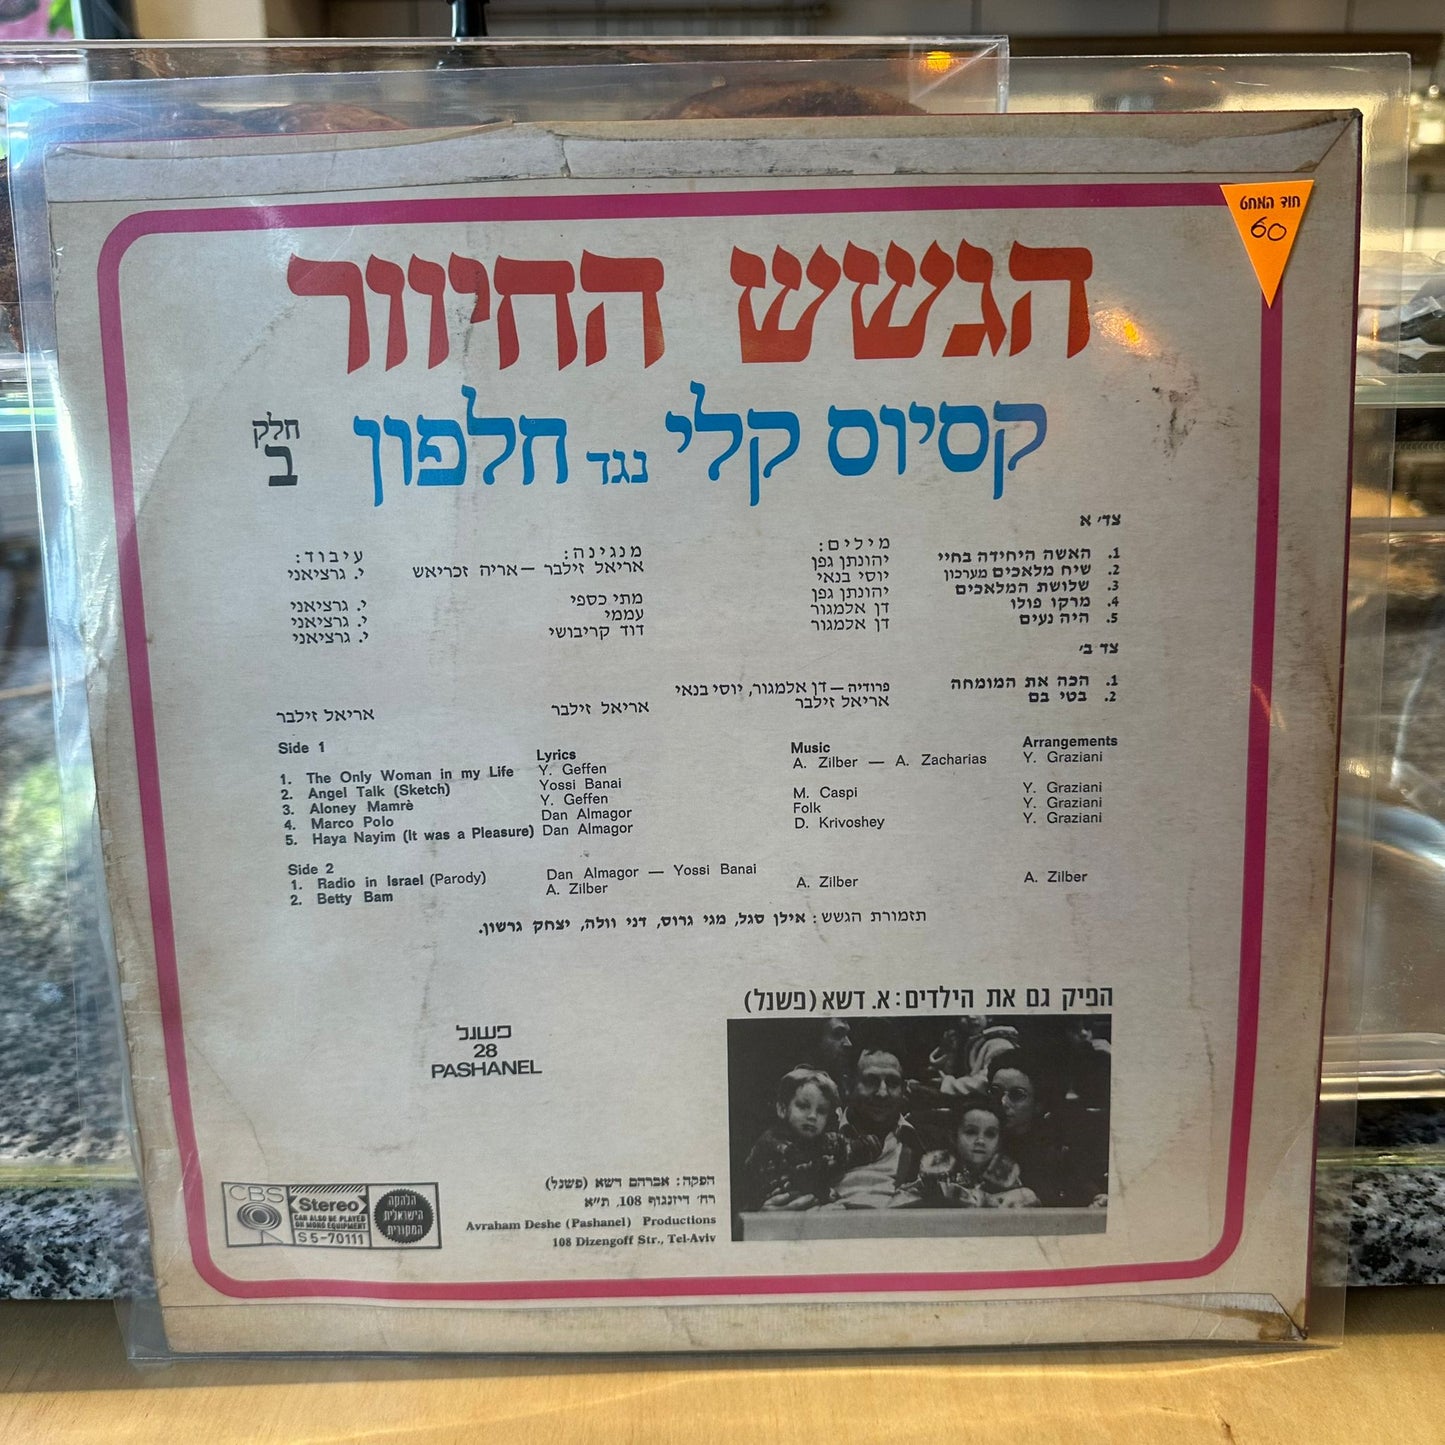 חוד המחט
60
הגשש החיוור
קסיוס קלי נגד חלפון
חלק
ב
צד׳ א
מילים: מנגינה: עיבוד:
1. האשה היחידה בחיי יהונתן גפן אריאל זילבר – אריה זכריאש י. גרציאני
2. שיח מלאכים מערכון יוסי בנאי
3. שלושת המלאכים יהונתן גפן מתי כספי י. גרציאני
4. מרקו פולו דן אלמגור עממי י. גרציאני
5. היה נעים דן אלמגור דוד קריבושי י. גרציאני
צד ב׳
1. הכה את המומחה פרודיה – דן אלמגור, יוסי בנאי
2. בטי בם אריאל זילבר אריאל זילבר אריאל זילבר
Side 1 Lyrics Music Arrangements
1. The Only Woman in my Life Y. Geffen A. Zilber — A. Zacharias Y. Graziani
2. Angel Talk (Sketch) Yossi Banai
3. Aloney Mamrè Y. Geffen M. Caspi Y. Graziani
4. Marco Polo Dan Almagor Folk Y. Graziani
5. Haya Nayim (It was a Pleasure) Dan Almagor D. Krivoshey Y. Graziani
Side 2
1. Radio in Israel (Parody) Dan Almagor — Yossi Banai
2. Betty Bam A. Zilber A. Zilber A. Zilber
תזמורת הגשש: אילן סגל, מגי גרוס, דני וולה, יצחק גרשון.
הפיק גם את הילדים: א. דשא (פשנל)
פשנל
28
PASHANEL
הפקה: אברהם דשא (פשנל)
רח׳ דיזנגוף 108, ת״א
Avraham Deshe (Pashanel) Productions
108 Dizengoff Str., Tel-Aviv
CBS
Stereo
CAN ALSO BE PLAYED
ON MONO EQUIPMENT
S 5-70111
הלהקה
הישראלית
המקורית